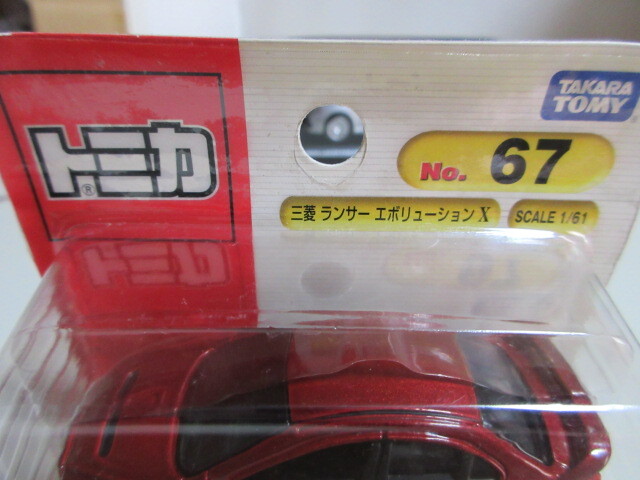 トミカ
®
TAKARA
TOMY
No. 67
三菱 ランサー エボリューション X
SCALE 1/61